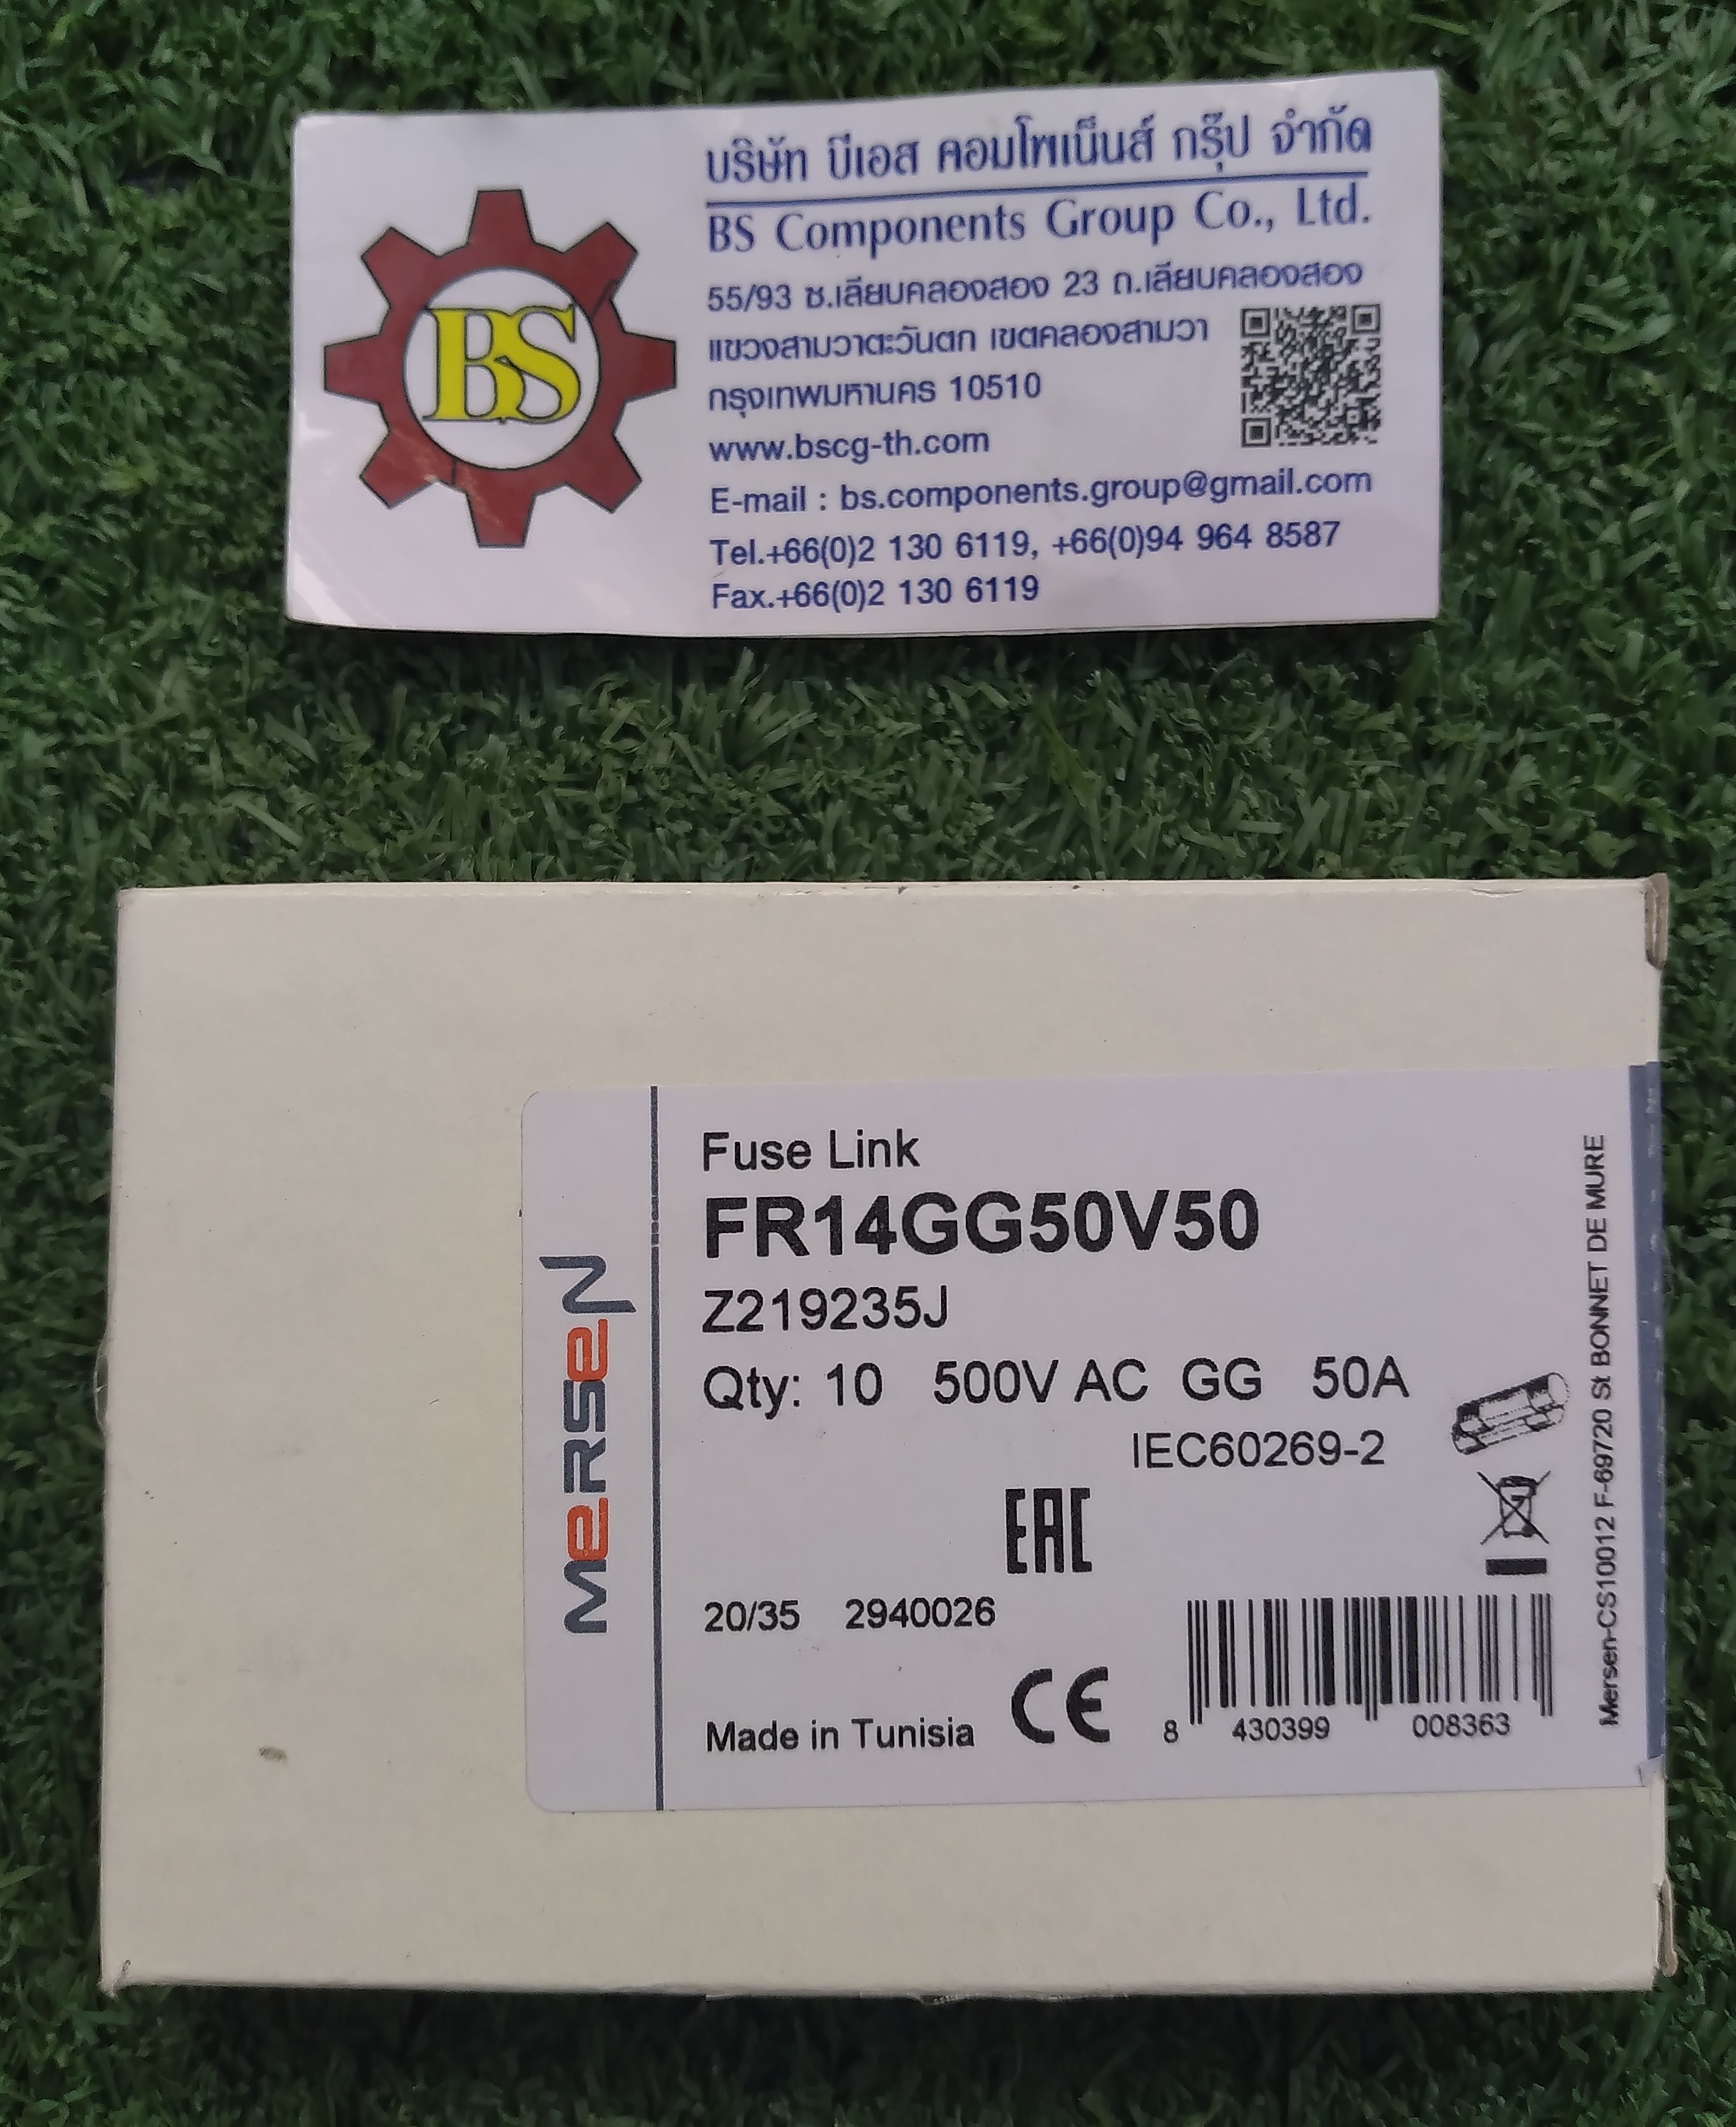 บริษัท บีเอส คอมโพเน็นส์ กรุ๊ป จำกัด
BS Components Group Co., Ltd.
55/93 ซ.เลียบคลองสอง 23 ถ.เลียบคลองสอง
แขวงสามวาตะวันตก เขตคลองสามวา
กรุงเทพมหานคร 10510
www.bscg-th.com
E-mail : bs.components.group@gmail.com
Tel.+66(0)2 130 6119, +66(0)94 964 8587
Fax.+66(0)2 130 6119
BS
MERSEN
Fuse Link
FR14GG50V50
Z219235J
Qty: 10 500V AC GG 50A
IEC60269-2
EAC
20/35 2940026
Made in Tunisia CE
8 430399 008363
Mersen-CS10012 F-69720 St BONNET DE MURE